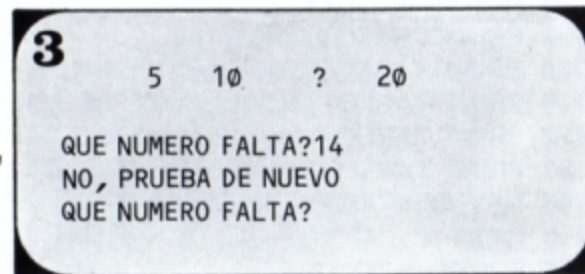 3
5 10 ? 20
QUE NUMERO FALTA?14
NO, PRUEBA DE NUEVO
QUE NUMERO FALTA?